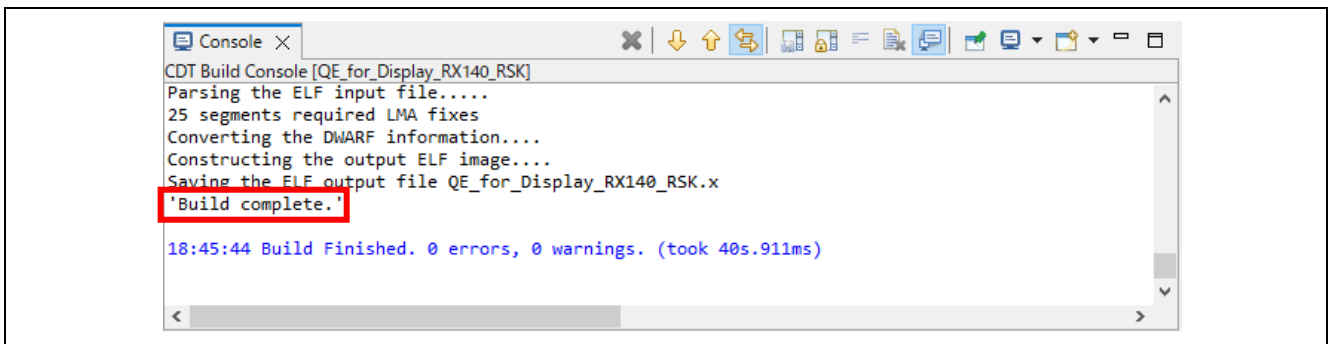 Console
CDT Build Console [QE_for_Display_RX140_RSK]
Parsing the ELF input file.....
25 segments required LMA fixes
Converting the DWARF information....
Constructing the output ELF image....
Saving the ELF output file QE_for_Display_RX140_RSK.x
'Build complete.'
18:45:44 Build Finished. 0 errors, 0 warnings. (took 40s.911ms)